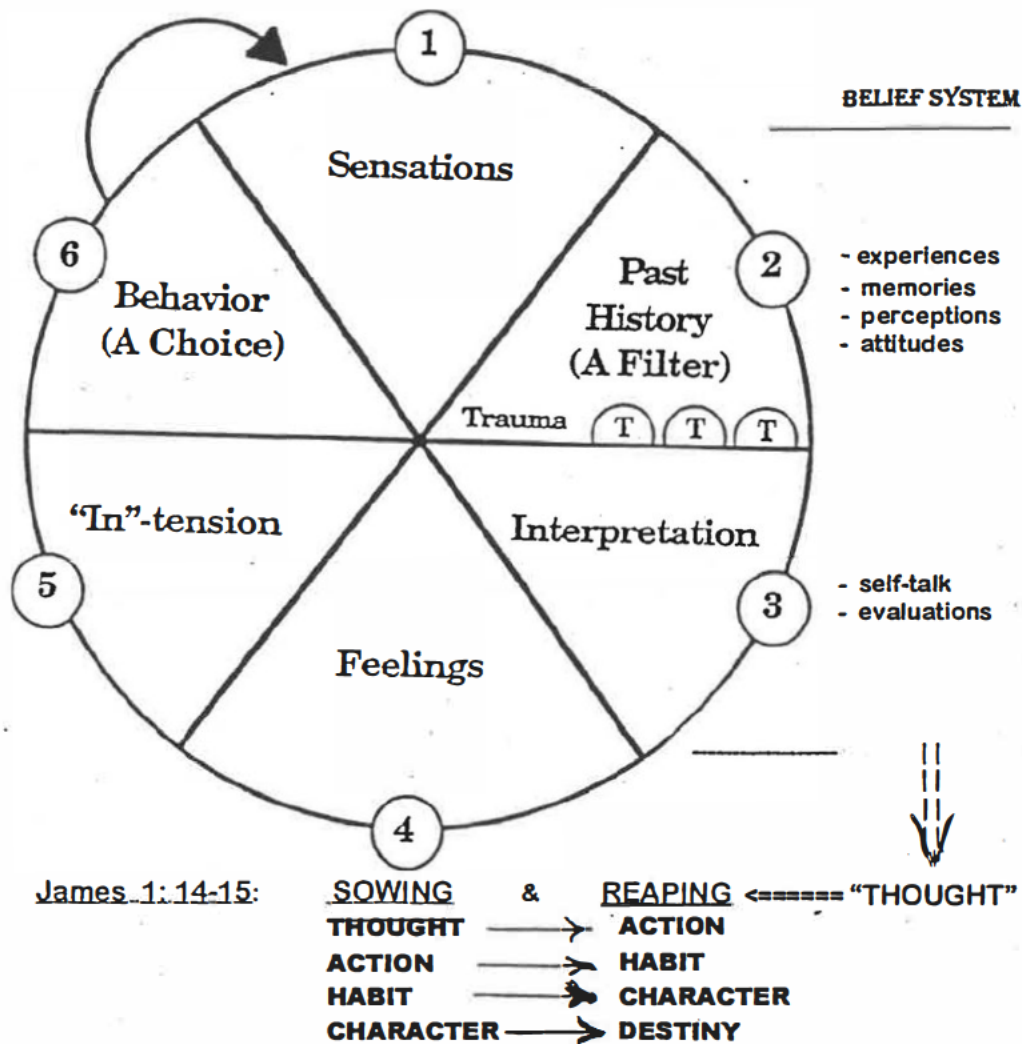 1
Sensations
BELIEF SYSTEM
2
Past
History
(A Filter)
Trauma T T T
- experiences
- memories
- perceptions
- attitudes
6
Behavior
(A Choice)
"In"-tension
5
Interpretation
3
- self-talk
- evaluations
Feelings
4
James 1: 14-15: SOWING & REAPING <====== "THOUGHT"
THOUGHT ACTION
ACTION HABIT
HABIT CHARACTER
CHARACTER DESTINY